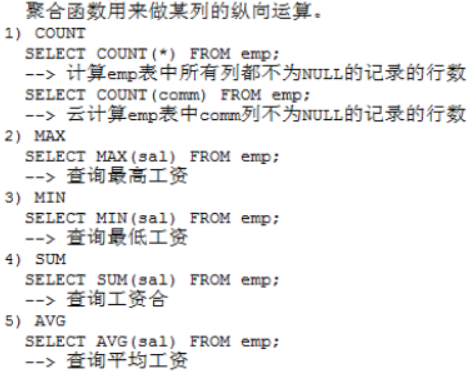 聚合函数用来做某列的纵向运算。
1) COUNT
SELECT COUNT(*) FROM emp;
--> 计算emp表中所有列都不为NULL的记录的行数
SELECT COUNT(comm) FROM emp;
--> 云计算emp表中comm列不为NULL的记录的行数
2) MAX
SELECT MAX(sal) FROM emp;
--> 查询最高工资
3) MIN
SELECT MIN(sal) FROM emp;
--> 查询最低工资
4) SUM
SELECT SUM(sal) FROM emp;
--> 查询工资合
5) AVG
SELECT AVG(sal) FROM emp;
--> 查询平均工资